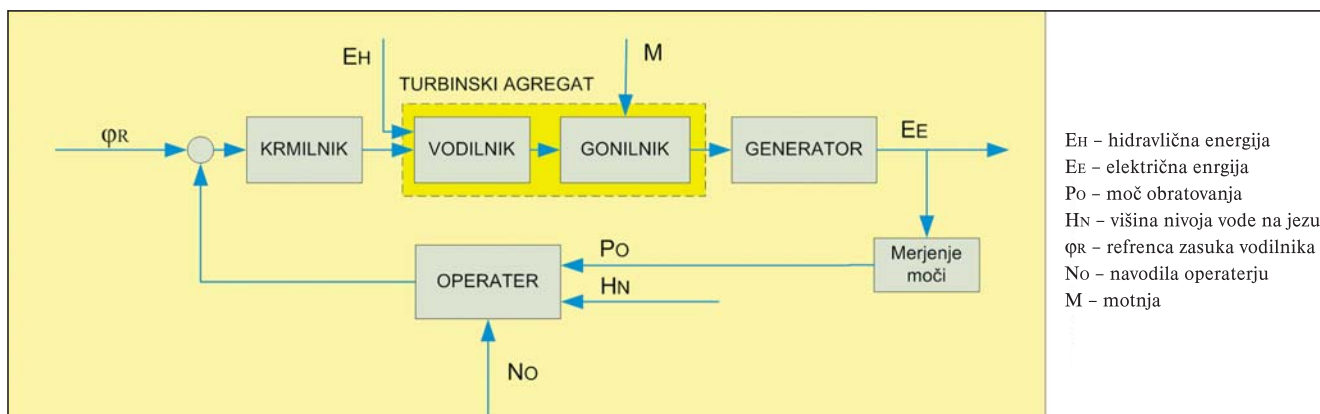 EH
M
TURBINSKI AGREGAT
φR
KRMILNIK
VODILNIK
GONILNIK
GENERATOR
EE
PO
HN
OPERATER
Merjenje
moči
NO
EH – hidravlična energija
EE – električna enrgija
PO – moč obratovanja
HN – višina nivoja vode na jezu
φR – refrenca zasuka vodilnika
NO – navodila operaterju
M – motnja